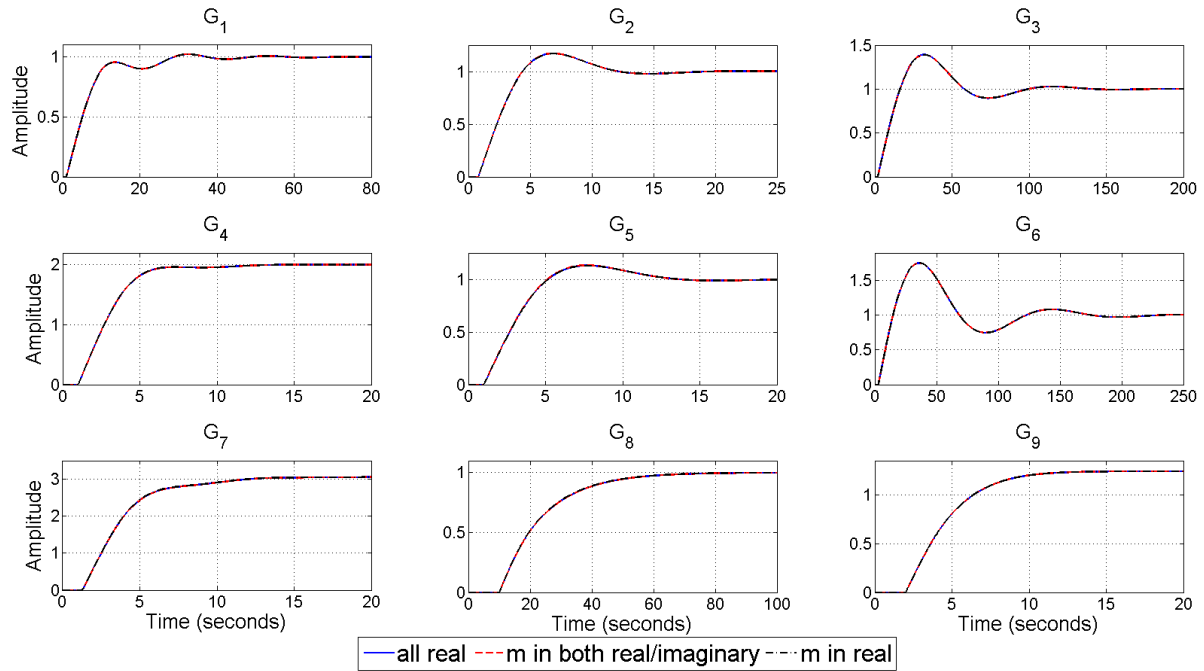 G1
G2
G3
Amplitude
1
0.5
0
0 20 40 60 80
1
0.5
0
0 5 10 15 20 25
1.5
1
0.5
0
0 50 100 150 200
G4
G5
G6
Amplitude
2
1
0
0 5 10 15 20
1
0.5
0
0 5 10 15 20
1.5
1
0.5
0
0 50 100 150 200 250
G7
G8
G9
Amplitude
3
2
1
0
0 5 10 15 20
1
0.5
0
0 20 40 60 80 100
1
0.5
0
0 5 10 15 20
Time (seconds)
Time (seconds)
Time (seconds)
all real
m in both real/imaginary
m in real